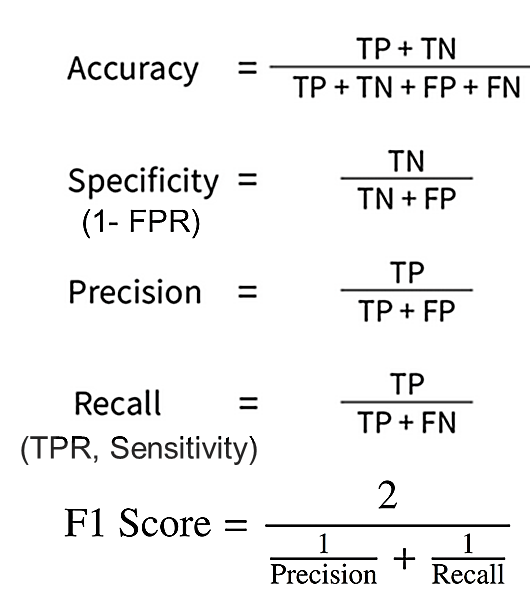 Accuracy = TP + TN / TP + TN + FP + FN
Specificity = TN / TN + FP
(1- FPR)
Precision = TP / TP + FP
Recall = TP / TP + FN
(TPR, Sensitivity)
F1 Score = 2 / 1 / Precision + 1 / Recall